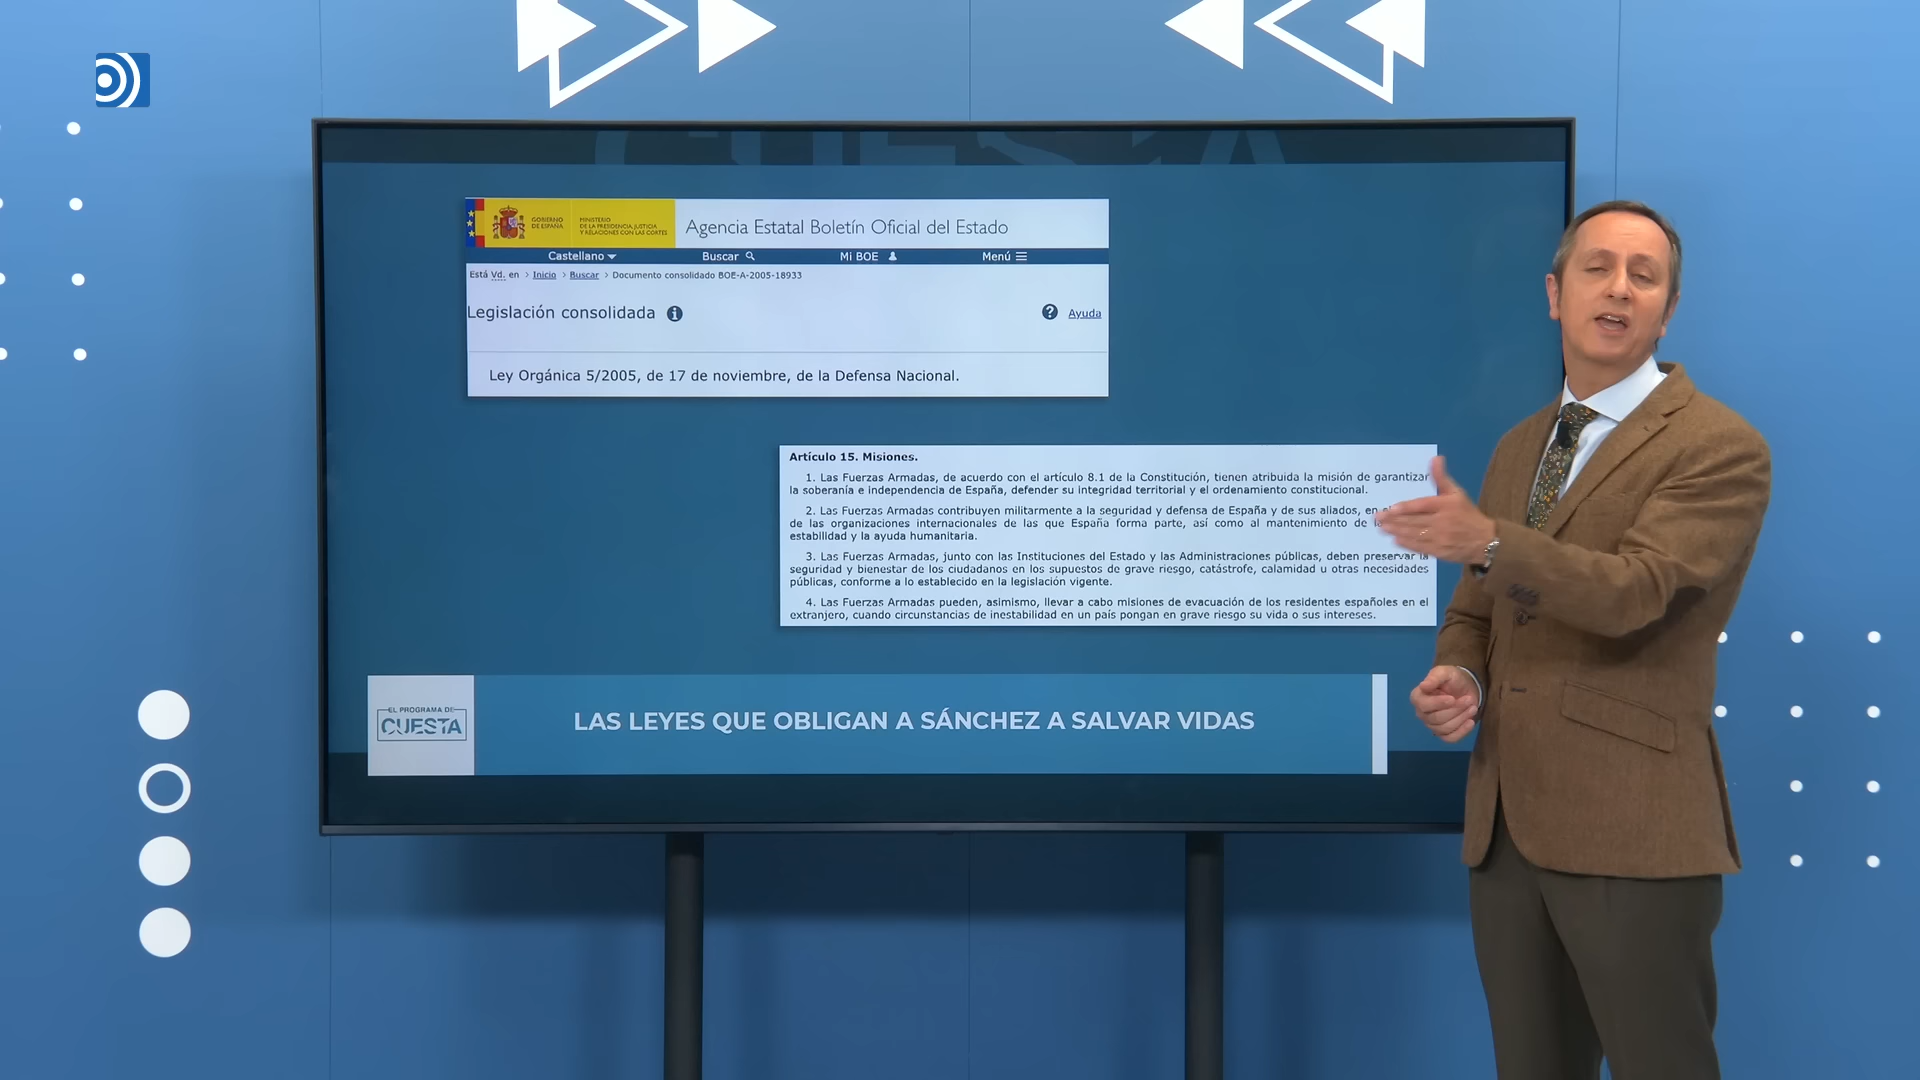 CUESTA
GOBIERNO
DE ESPAÑA
MINISTERIO
DE LA PRESIDENCIA, JUSTICIA
Y RELACIONES CON LAS CORTES
Agencia Estatal Boletín Oficial del Estado
Castellano Buscar Mi BOE Menú
Está Vd. en > Inicio > Buscar > Documento consolidado BOE-A-2005-18933
Legislación consolidada i ? Ayuda
Ley Orgánica 5/2005, de 17 de noviembre, de la Defensa Nacional.
Artículo 15. Misiones.
1. Las Fuerzas Armadas, de acuerdo con el artículo 8.1 de la Constitución, tienen atribuida la misión de garantizar
la soberanía e independencia de España, defender su integridad territorial y el ordenamiento constitucional.
2. Las Fuerzas Armadas contribuyen militarmente a la seguridad y defensa de España y de sus aliados, en
de las organizaciones internacionales de las que España forma parte, así como al mantenimiento de
estabilidad y la ayuda humanitaria.
3. Las Fuerzas Armadas, junto con las Instituciones del Estado y las Administraciones públicas, deben preservar la
seguridad y bienestar de los ciudadanos en los supuestos de grave riesgo, catástrofe, calamidad u otras necesidades
públicas, conforme a lo establecido en la legislación vigente.
4. Las Fuerzas Armadas pueden, asimismo, llevar a cabo misiones de evacuación de los residentes españoles en el
extranjero, cuando circunstancias de inestabilidad en un país pongan en grave riesgo su vida o sus intereses.
EL PROGRAMA DE
CUESTA
LAS LEYES QUE OBLIGAN A SÁNCHEZ A SALVAR VIDAS